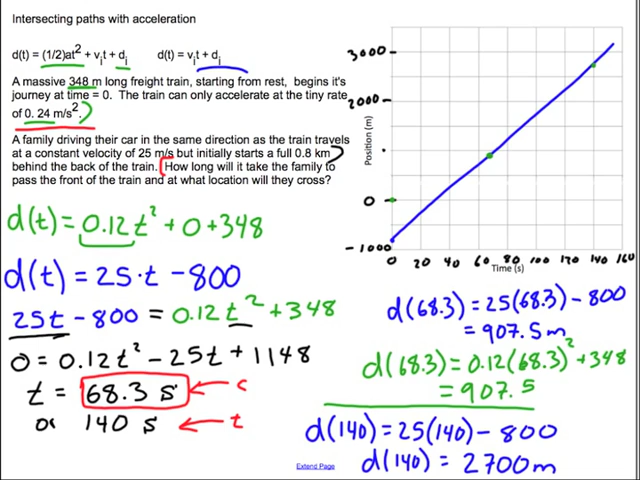 Intersecting paths with acceleration
d(t) = (1/2)at² + vᵢt + dᵢ d(t) = vᵢt + dᵢ
A massive 348 m long freight train, starting from rest, begins it's
journey at time = 0. The train can only accelerate at the tiny rate
of 0. 24 m/s².
A family driving their car in the same direction as the train travels
at a constant velocity of 25 m/s but initially starts a full 0.8 km
behind the back of the train. How long will it take the family to
pass the front of the train and at what location will they cross?
d(t) = 0.12t² + 0 + 348
d(t) = 25·t - 800
25t - 800 = 0.12t² + 348
0 = 0.12t² - 25t + 1148
t = 68.3 s ← c
or 140 s ← t
3000
2000
0
-1000
Position (m)
0 20 40 60 80 100 120 140 160
Time (s)
d(68.3) = 25(68.3) - 800
= 907.5m
d(68.3) = 0.12(68.3)² + 348
= 907.5
d(140) = 25(140) - 800
d(140) = 2700m
Extend Page